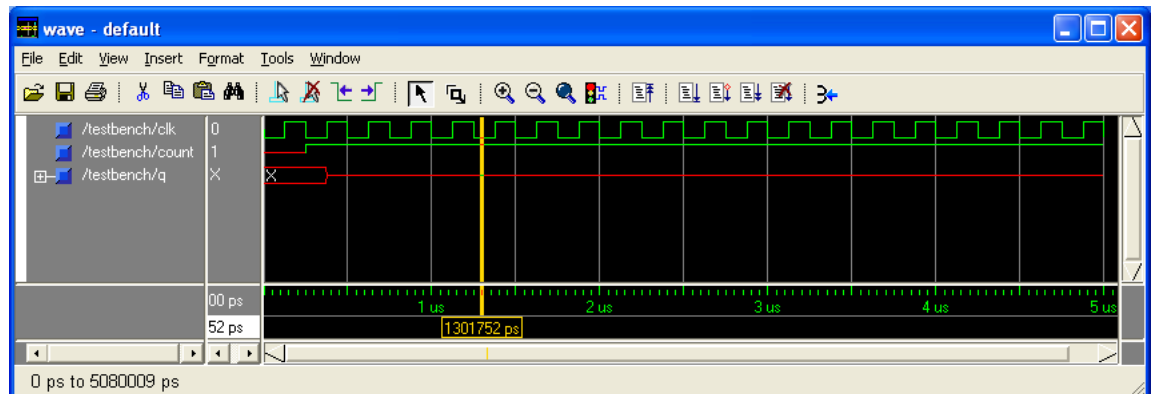 wave - default
File Edit View Insert Format Tools Window
/testbench/clk 0
/testbench/count 1
/testbench/q X X
00 ps 1 us 2 us 3 us 4 us 5 us
52 ps 1301752 ps
0 ps to 5080009 ps